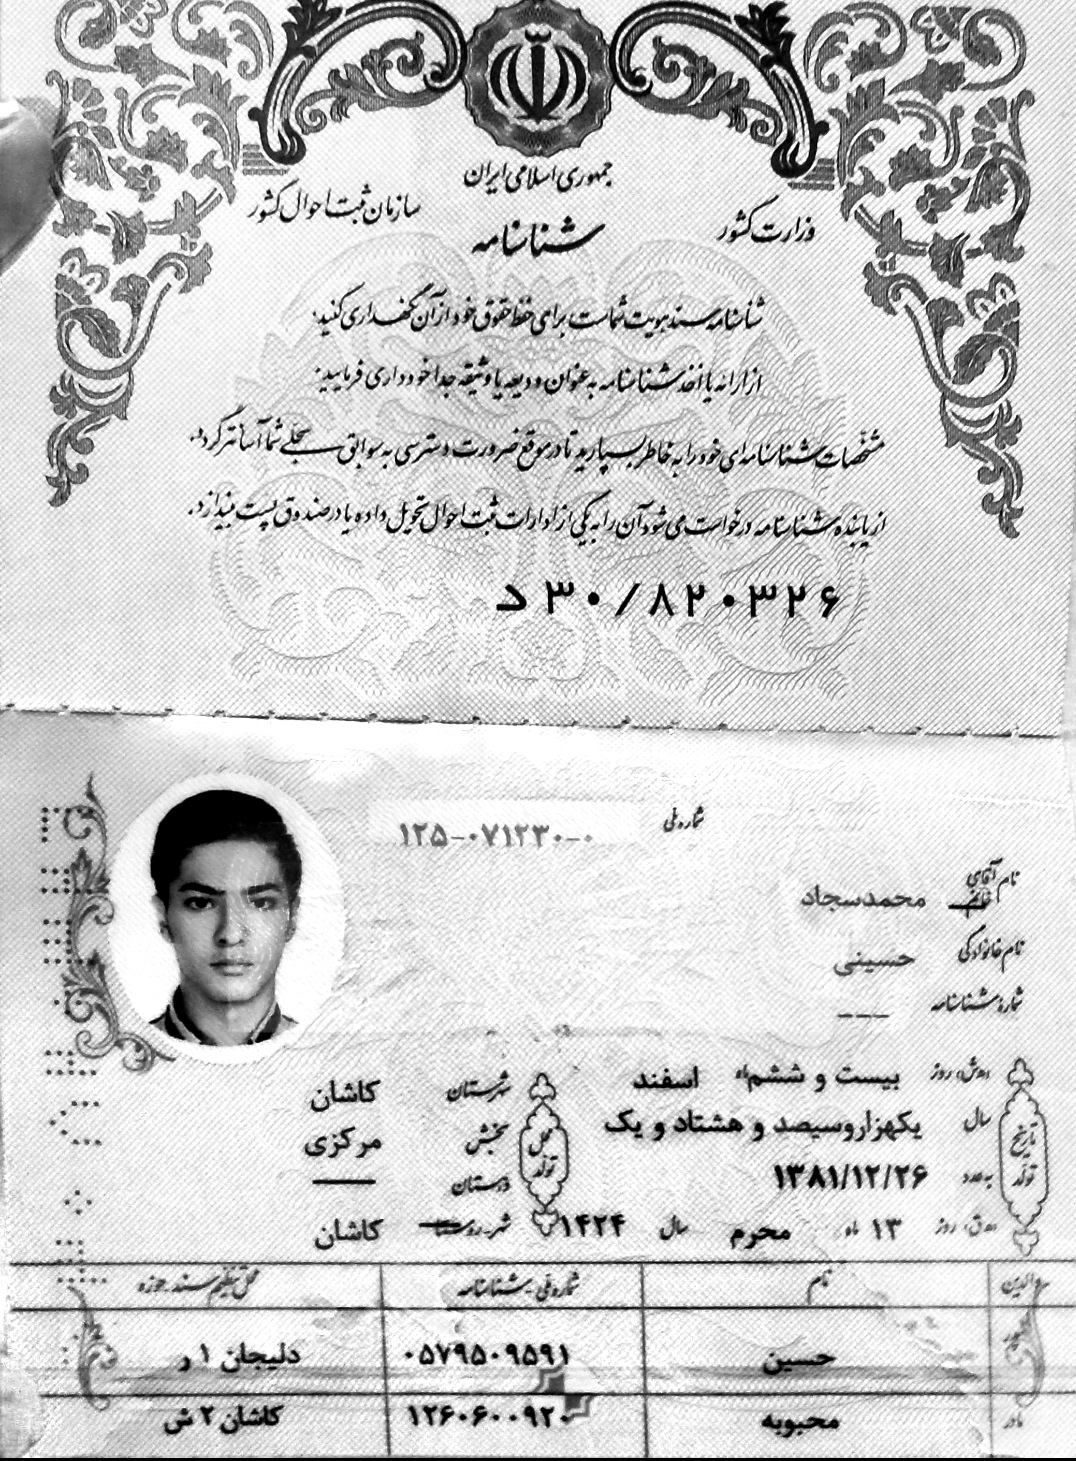 جمهوری اسلامی ایران
وزارت کشور
سازمان ثبت احوال کشور
شناسنامه
شناسنامه سند هویت شماست برای حفظ حقوق خود از آن نگهداری کنید.
از ارائه یا اخذ شناسنامه به عنوان ودیعه یا وثیقه جدا خودداری فرمایید.
مشخصات شناسنامه‌ای خود را به خاطر بسپارید تا در موقع ضرورت دسترسی به سوابق سجلی شما آسانتر گردد.
از یابنده شناسنامه درخواست می شود آن را به یکی از ادارات ثبت احوال تحویل داده یا در صندوق پست بیندازد.
د ۳۰/۸۲۰۳۲۶
شماره ملی ۱۲۵-۰۷۱۲۳۰-۰
نام آقای خانم محمدسجاد
نام خانوادگی حسینی
شماره شناسنامه ---
تاریخ تولد
روز بیست و ششم ماه اسفند
سال یکهزاروسیصد و هشتاد و یک
به عدد ۱۳۸۱/۱۲/۲۶
روز ۱۳ ماه محرم سال ۱۴۲۴
محل تولد
شهرستان کاشان
بخش مرکزی
دهستان ——
شهر-روستا کاشان
والدین نام شماره ملی-شناسنامه محل تنظیم سند-حوزه
پدر حسین ۰۵۷۹۵۰۹۵۹۱ دلیجان ۱ ر
مادر محبوبه ۱۲۶۰۶۰۰۹۲۰ کاشان ۲ ش